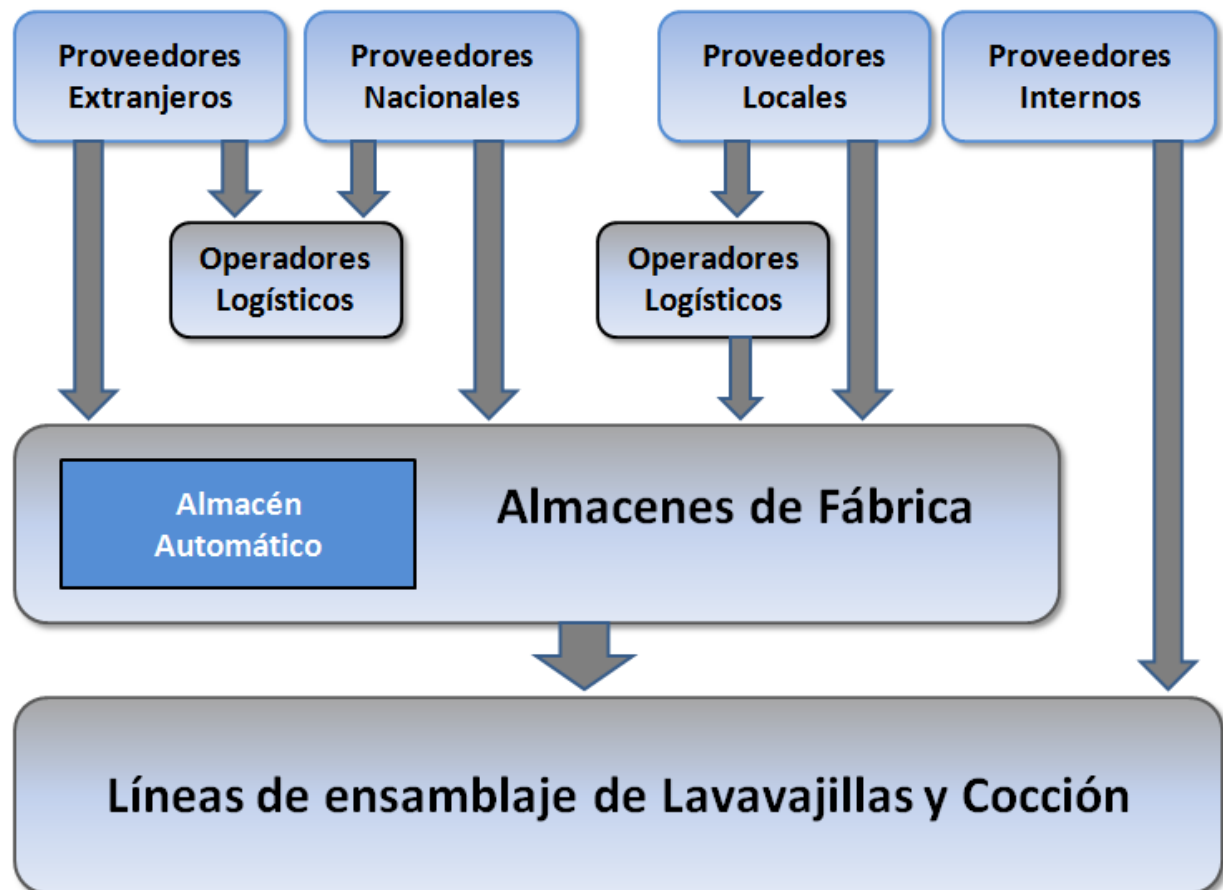 Proveedores
Extranjeros
Proveedores
Nacionales
Proveedores
Locales
Proveedores
Internos
Operadores
Logísticos
Operadores
Logísticos
Almacén
Automático
Almacenes de Fábrica
Líneas de ensamblaje de Lavavajillas y Cocción